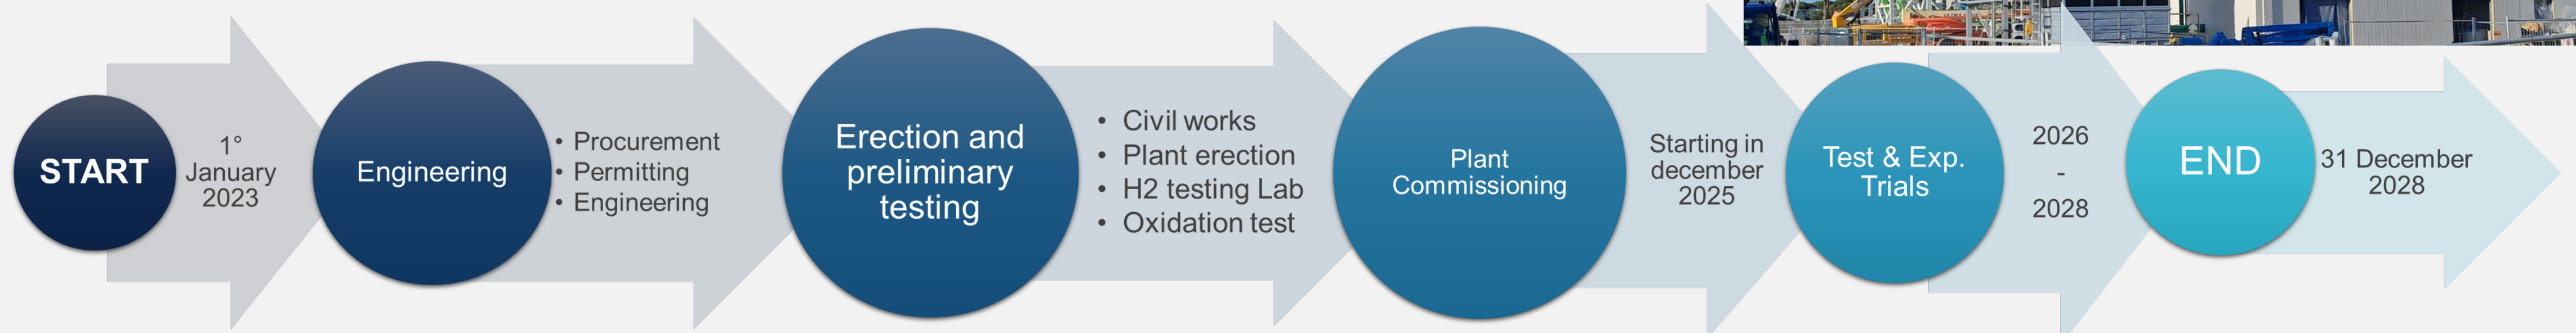 START
1°
January
2023
Engineering
• Procurement
• Permitting
• Engineering
Erection and
preliminary
testing
• Civil works
• Plant erection
• H2 testing Lab
• Oxidation test
Plant
Commissioning
Starting in
december
2025
Test & Exp.
Trials
2026
-
2028
END
31 December
2028